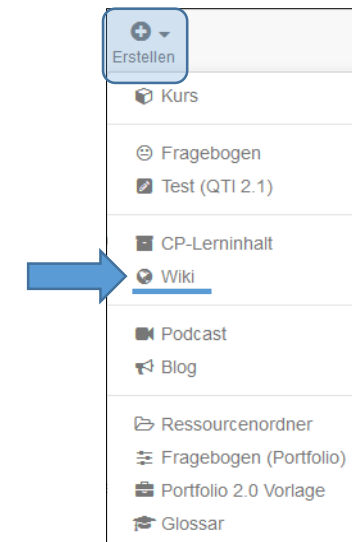 Erstellen
Kurs
Fragebogen
Test (QTI 2.1)
CP-Lerninhalt
Wiki
Podcast
Blog
Ressourcenordner
Fragebogen (Portfolio)
Portfolio 2.0 Vorlage
Glossar